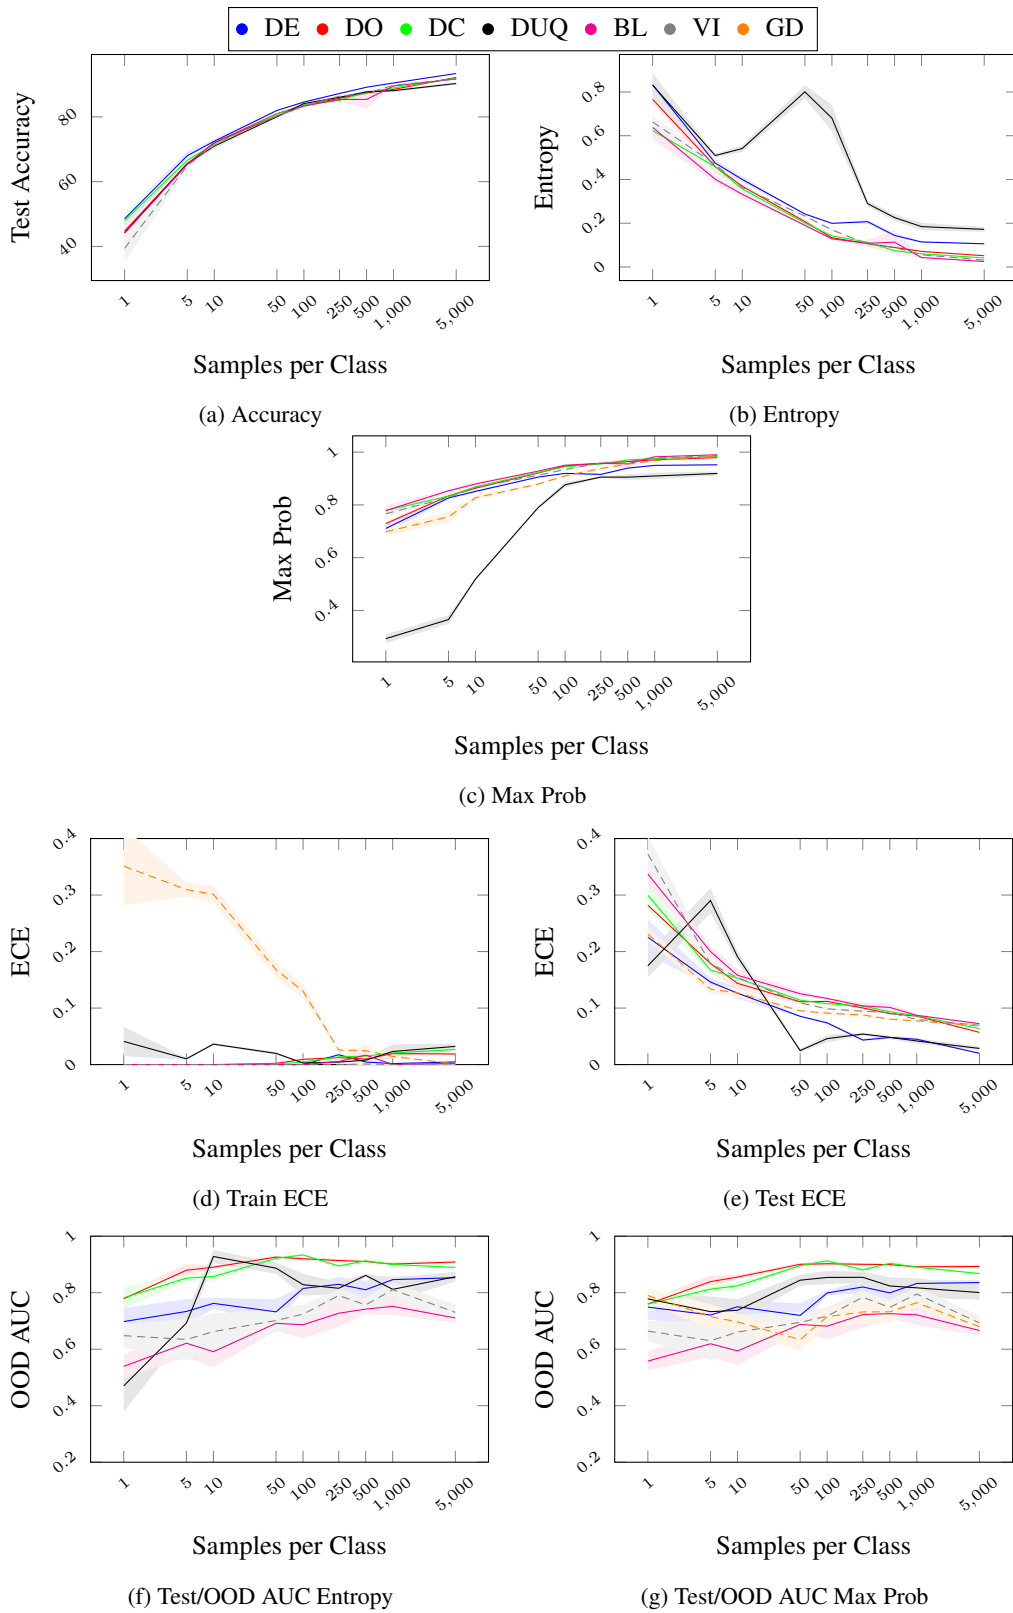 DE DO DC DUQ BL VI GD
Test Accuracy
80
60
40
1 5 10 50 100 250 500 1,000 5,000
Samples per Class
(a) Accuracy
Entropy
0.8
0.6
0.4
0.2
0
1 5 10 50 100 250 500 1,000 5,000
Samples per Class
(b) Entropy
Max Prob
1
0.8
0.6
0.4
1 5 10 50 100 250 500 1,000 5,000
Samples per Class
(c) Max Prob
ECE
0.4
0.3
0.2
0.1
0
1 5 10 50 100 250 500 1,000 5,000
Samples per Class
(d) Train ECE
ECE
0.4
0.3
0.2
0.1
0
1 5 10 50 100 250 500 1,000 5,000
Samples per Class
(e) Test ECE
OOD AUC
1
0.8
0.6
0.4
0.2
1 5 10 50 100 250 500 1,000 5,000
Samples per Class
(f) Test/OOD AUC Entropy
OOD AUC
1
0.8
0.6
0.4
0.2
1 5 10 50 100 250 500 1,000 5,000
Samples per Class
(g) Test/OOD AUC Max Prob